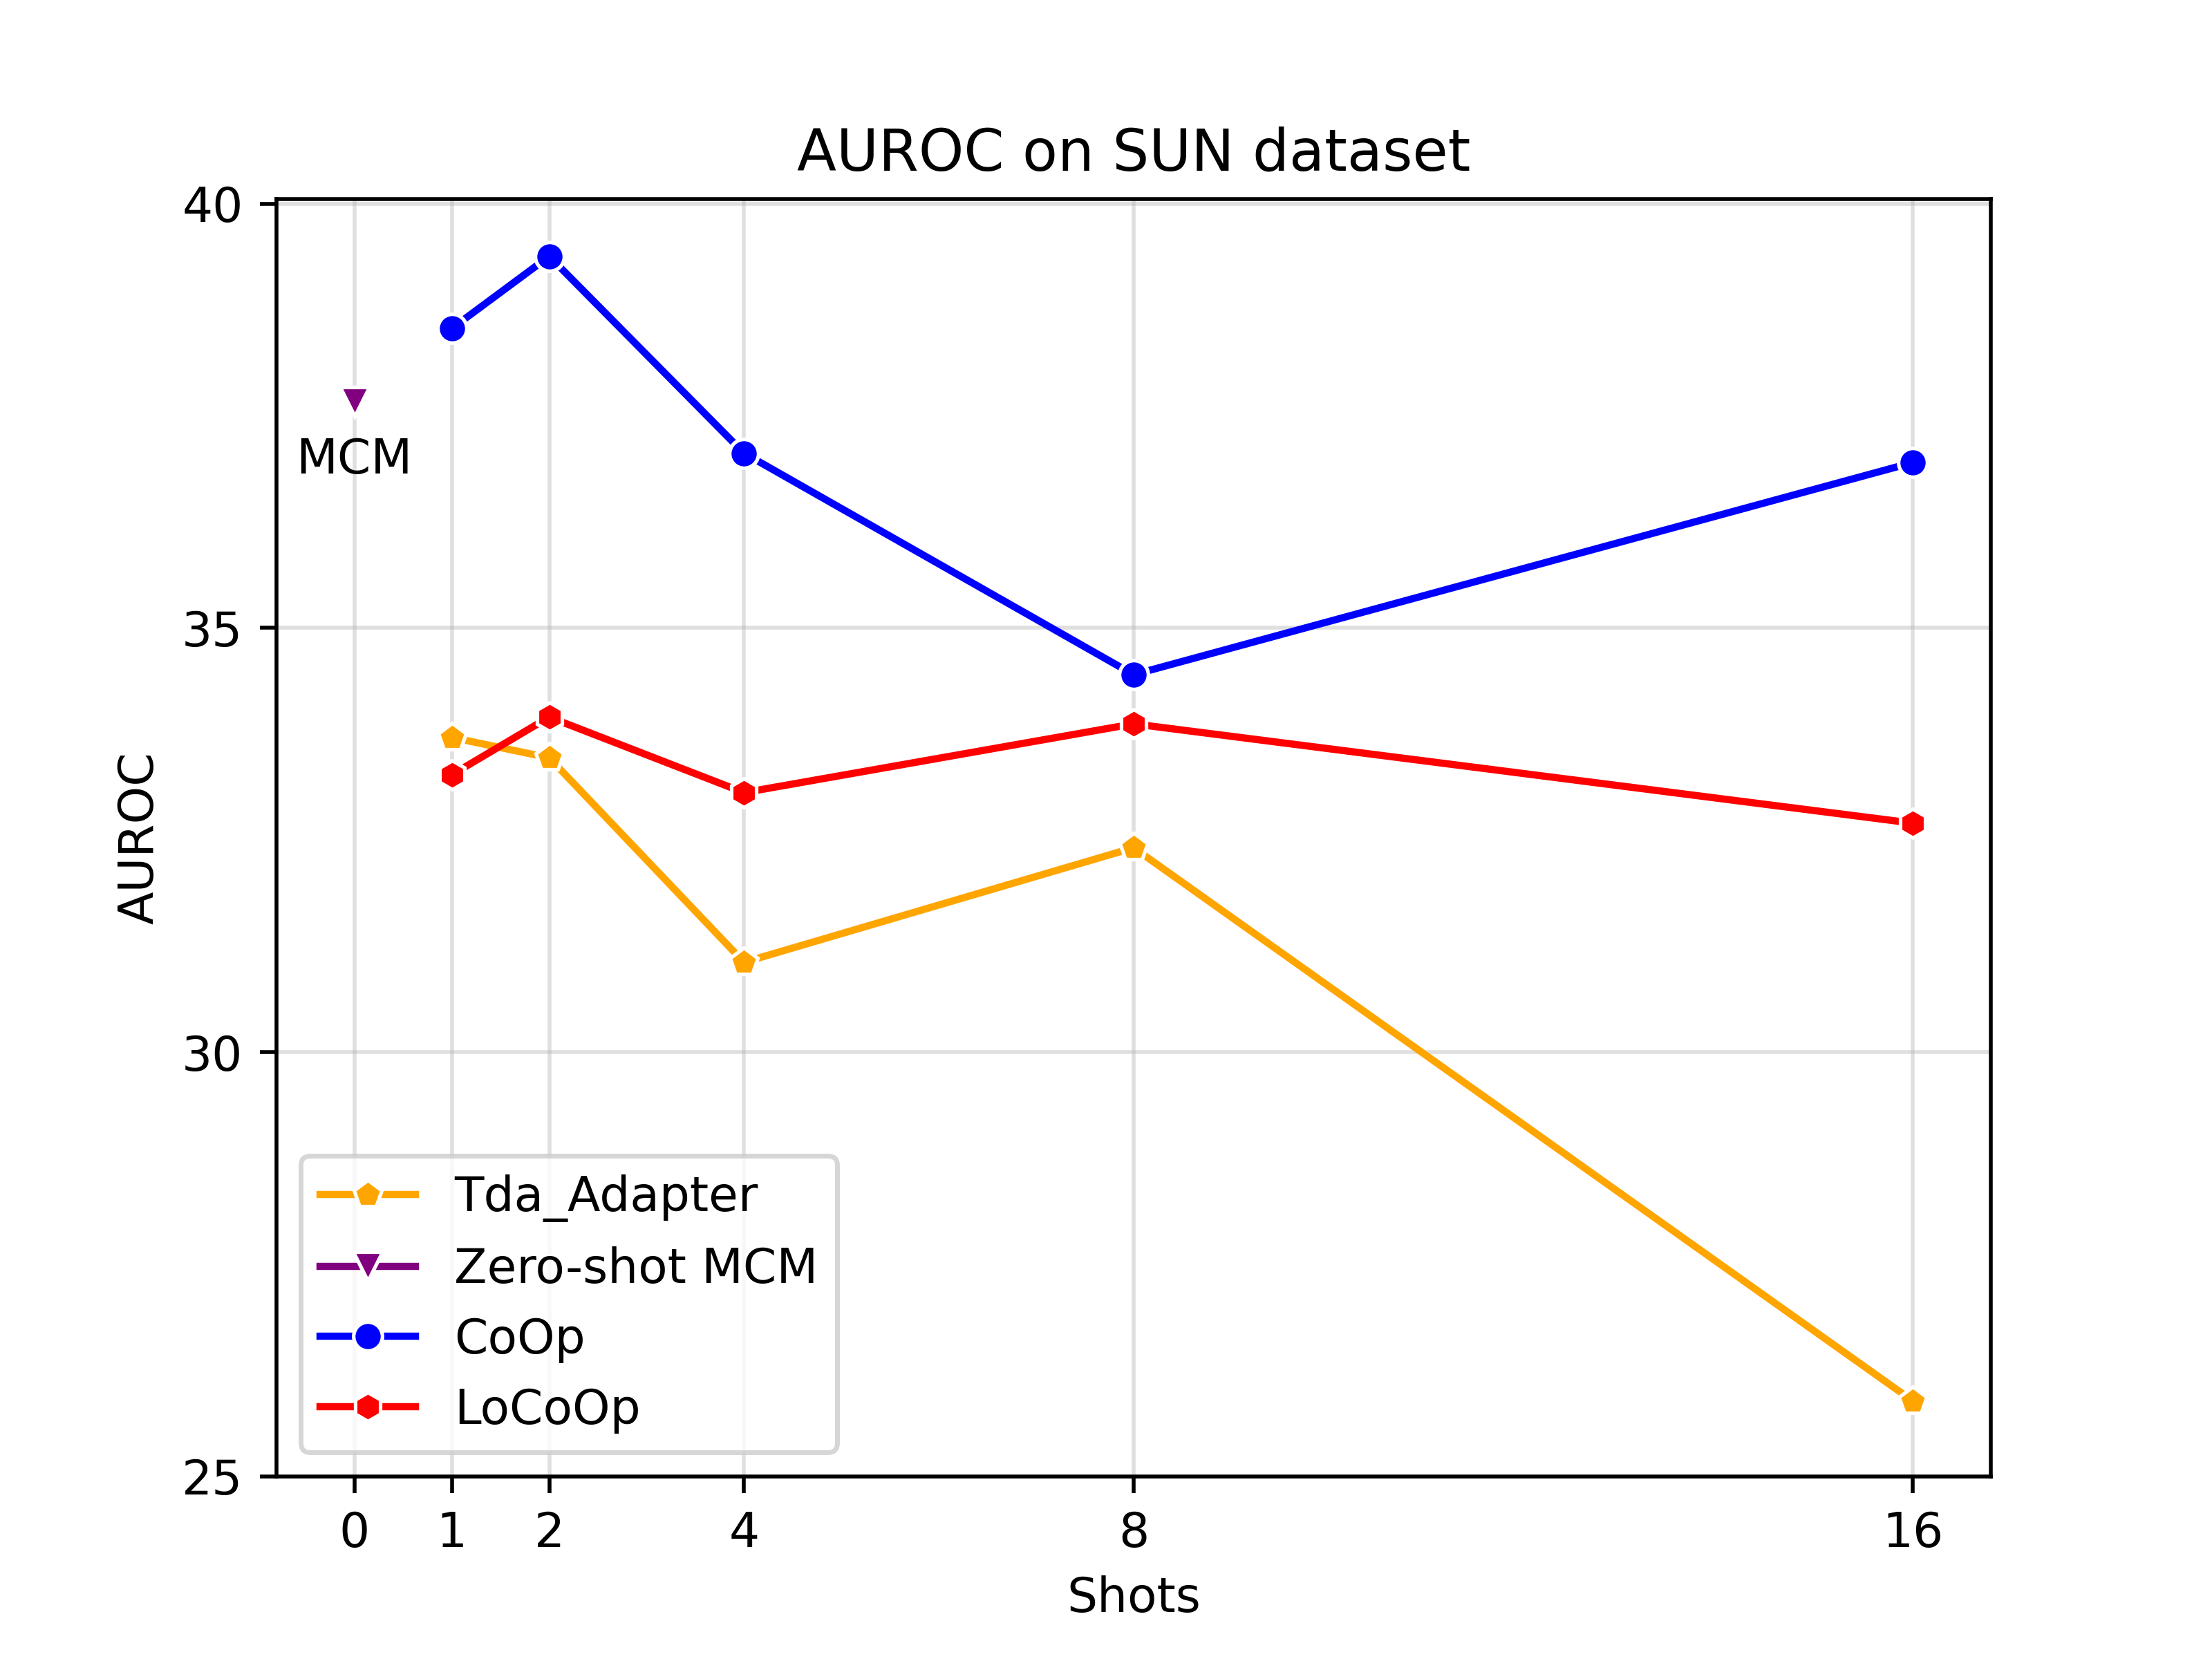 AUROC on SUN dataset
40
35
30
25
AUROC
MCM
Tda_Adapter
Zero-shot MCM
CoOp
LoCoOp
0 1 2 4 8 16
Shots